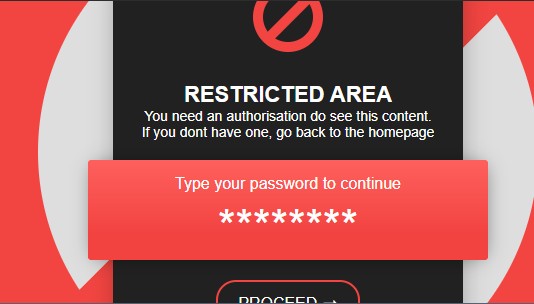 RESTRICTED AREA
You need an authorisation do see this content.
If you dont have one, go back to the homepage
Type your password to continue
********
PROCEED →